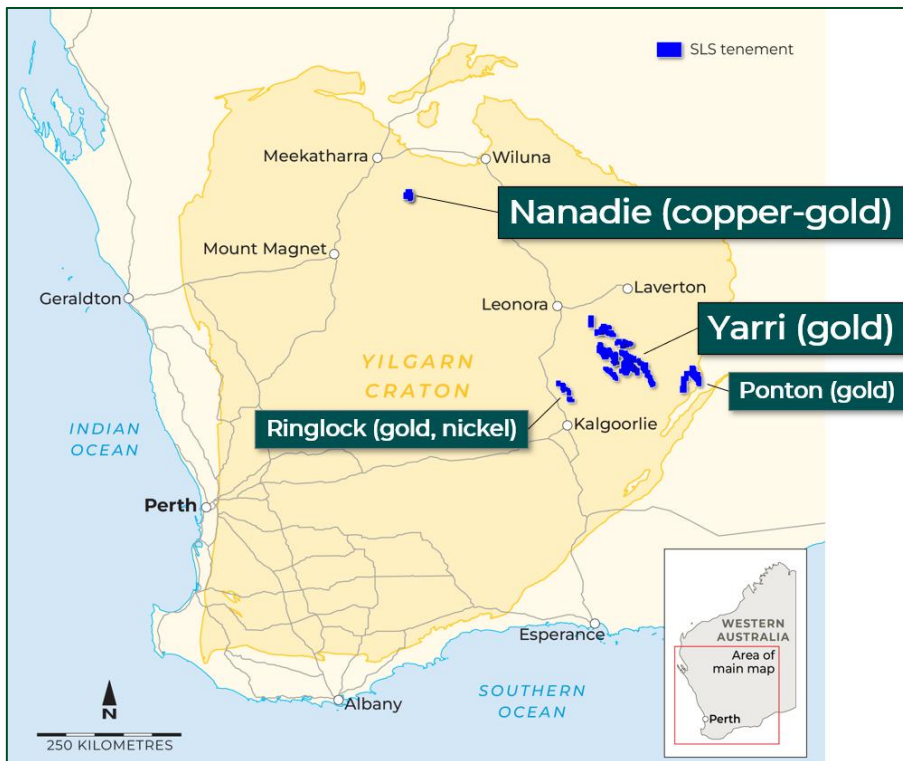 SLS tenement
Meekatharra
Wiluna
Nanadie (copper-gold)
Mount Magnet
Laverton
Geraldton
Leonora
Yarri (gold)
YILGARN
CRATON
Ponton (gold)
Ringlock (gold, nickel)
Kalgoorlie
INDIAN
OCEAN
Perth
Esperance
WESTERN
AUSTRALIA
Area of
main map
Perth
SOUTHERN
OCEAN
Albany
N
250 KILOMETRES